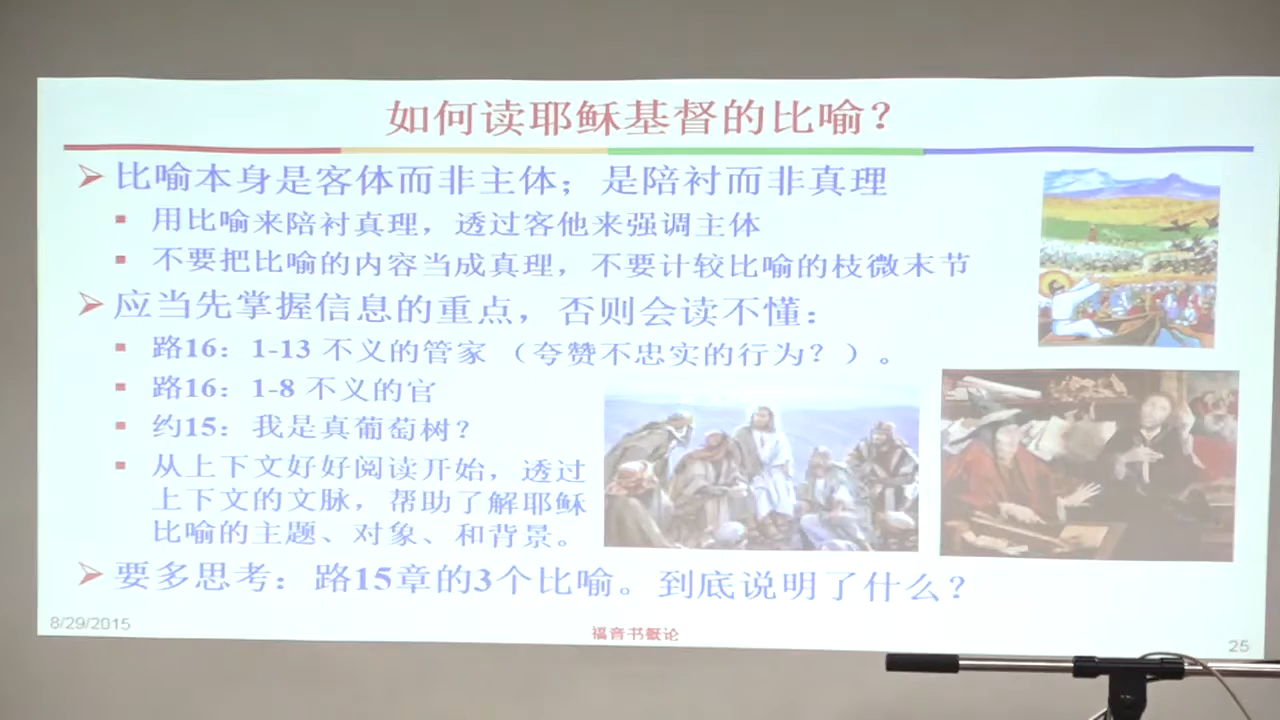 如何读耶稣基督的比喻？
比喻本身是客体而非主体；是陪衬而非真理
用比喻来陪衬真理，透过客他来强调主体
不要把比喻的内容当成真理，不要计较比喻的枝微末节
应当先掌握信息的重点，否则会读不懂：
路16：1-13 不义的管家 （夸赞不忠实的行为？）。
路16：1-8 不义的官
约15：我是真葡萄树？
从上下文好好阅读开始，透过
上下文的文脉，帮助了解耶稣
比喻的主题、对象、和背景。
要多思考：路15章的3个比喻。到底说明了什么？
8/29/2015
福音书概论
25